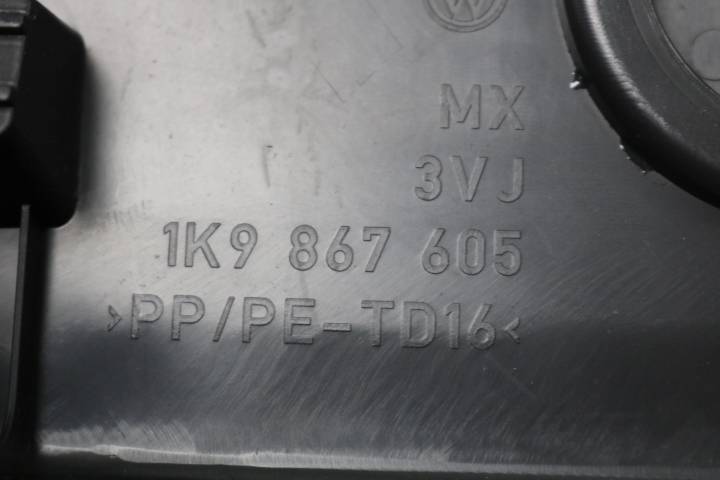 MX
3VJ
1K9 867 605
>PP/PE-TD16<